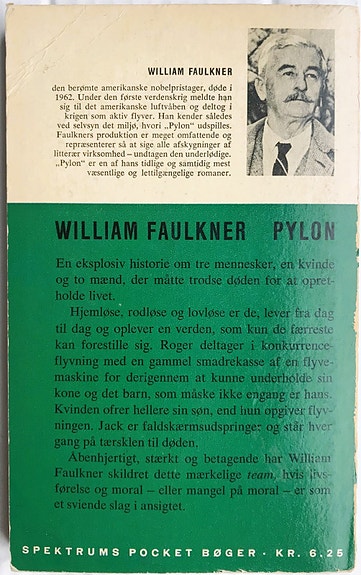 WILLIAM FAULKNER
den berømte amerikanske nobelpristager, døde i
1962. Under den første verdenskrig meldte han
sig til det amerikanske luftvåben og deltog i
krigen som aktiv flyver. Han kender således
ved selvsyn det miljø, hvori „Pylon“ udspilles.
Faulkners produktion er meget omfattende og
repræsenterer så at sige alle afskygninger af
litterær virksomhed – undtagen den underlødige.
„Pylon“ er en af hans tidlige og samtidig mest
væsentlige og lettilgængelige romaner.
WILLIAM FAULKNER PYLON
En eksplosiv historie om tre mennesker, en kvinde
og to mænd, der måtte trodse døden for at opret-
holde livet.
Hjemløse, rodløse og lovløse er de, lever fra dag
til dag og oplever en verden, som kun de færreste
kan forestille sig. Roger deltager i konkurrence-
flyvning med en gammel smadrekasse af en flyve-
maskine for derigennem at kunne underholde sin
kone og det barn, som måske ikke engang er hans.
Kvinden ofrer hellere sin søn, end hun opgiver flyv-
ningen. Jack er faldskærmsudspringer og står hver
gang på tærsklen til døden.
Åbenhjertigt, stærkt og betagende har William
Faulkner skildret dette mærkelige team, hvis livs-
førelse og moral – eller mangel på moral – er som
et sviende slag i ansigtet.
SPEKTRUMS POCKET BØGER · KR. 6.25